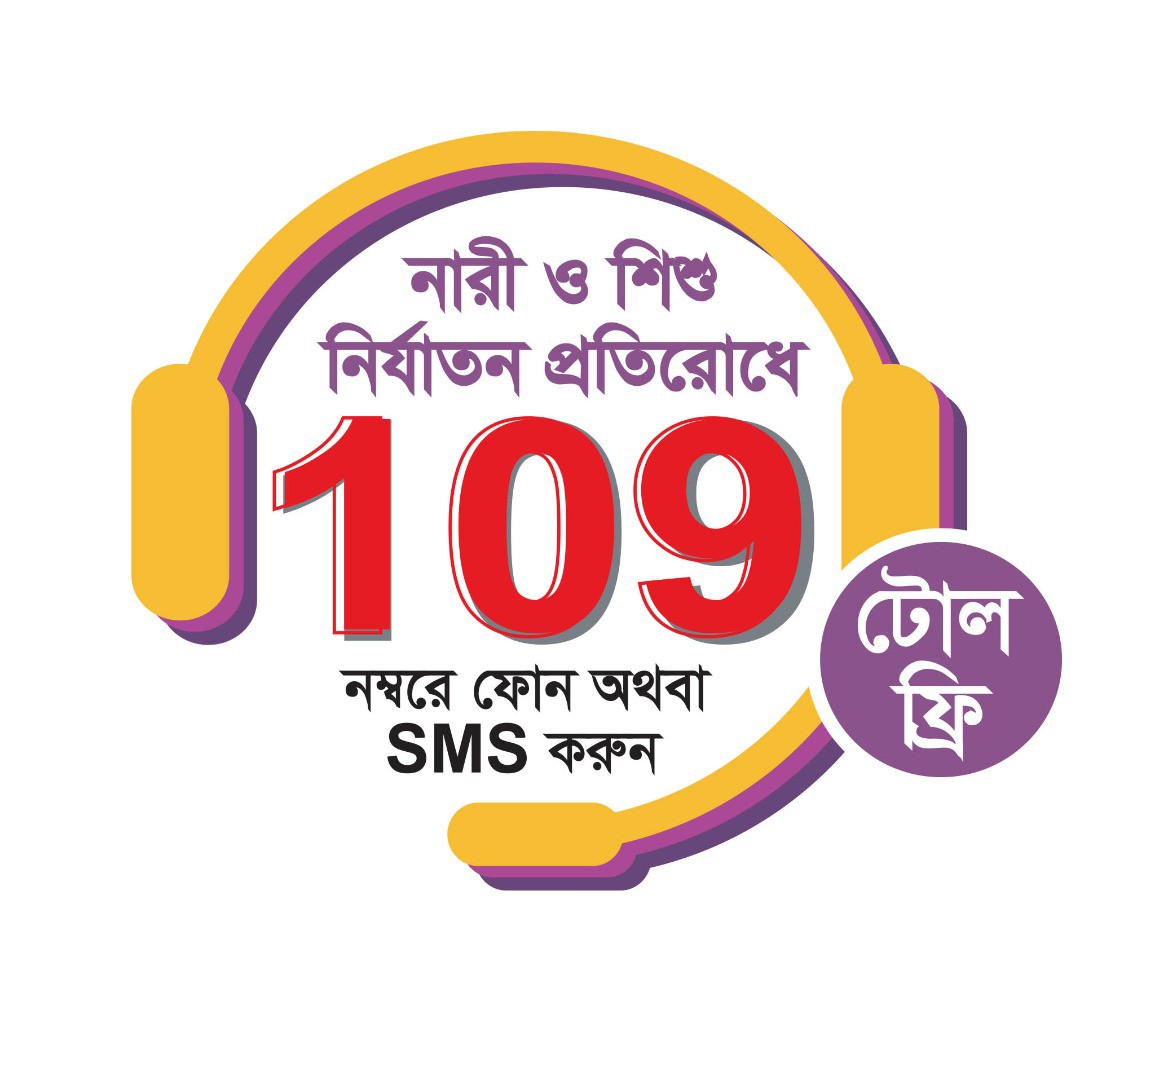 নারী ও শিশু
নির্যাতন প্রতিরোধে
109
নম্বরে ফোন অথবা
SMS করুন
টোল
ফ্রি